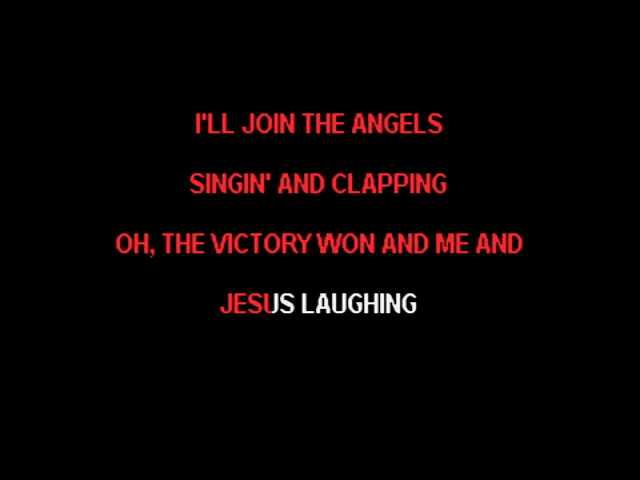 I'LL JOIN THE ANGELS
SINGIN' AND CLAPPING
OH, THE VICTORY WON AND ME AND
JESUS LAUGHING